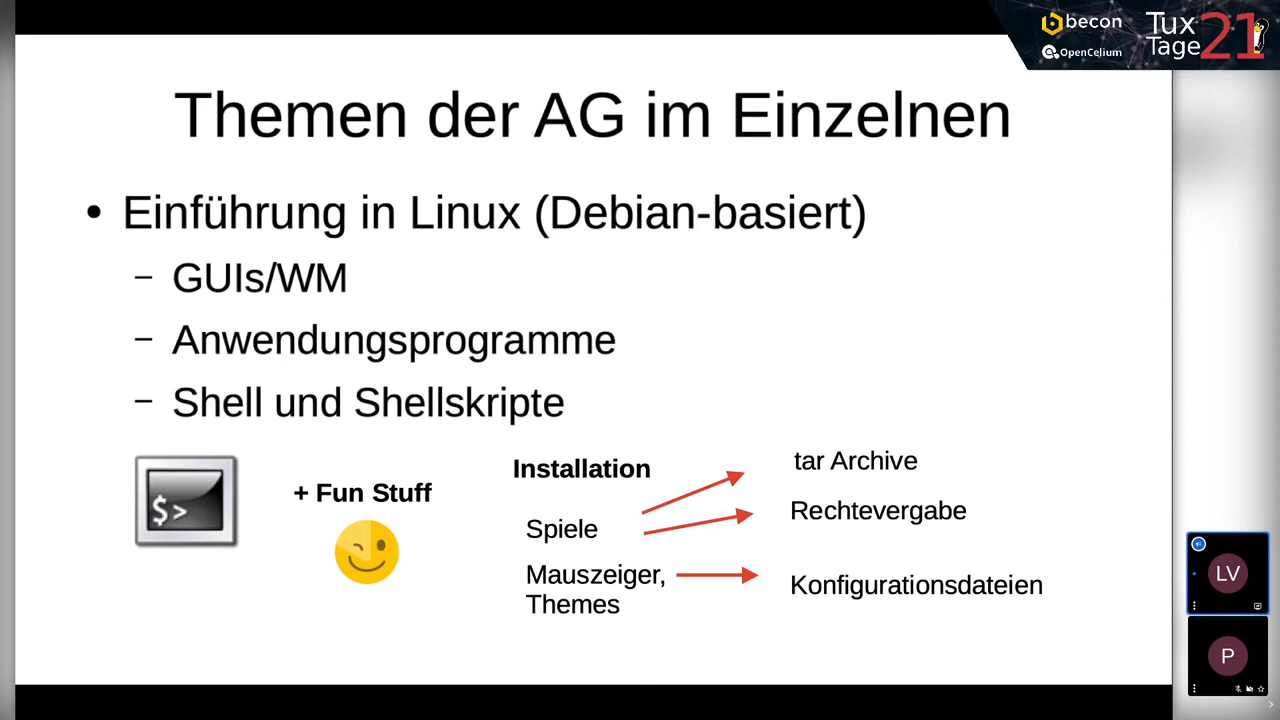 becon
OpenCelium
Tux
Tage 21
Themen der AG im Einzelnen
• Einführung in Linux (Debian-basiert)
– GUIs/WM
– Anwendungsprogramme
– Shell und Shellskripte
$>
+ Fun Stuff
Installation
Spiele
Mauszeiger,
Themes
tar Archive
Rechtevergabe
Konfigurationsdateien
LV
P